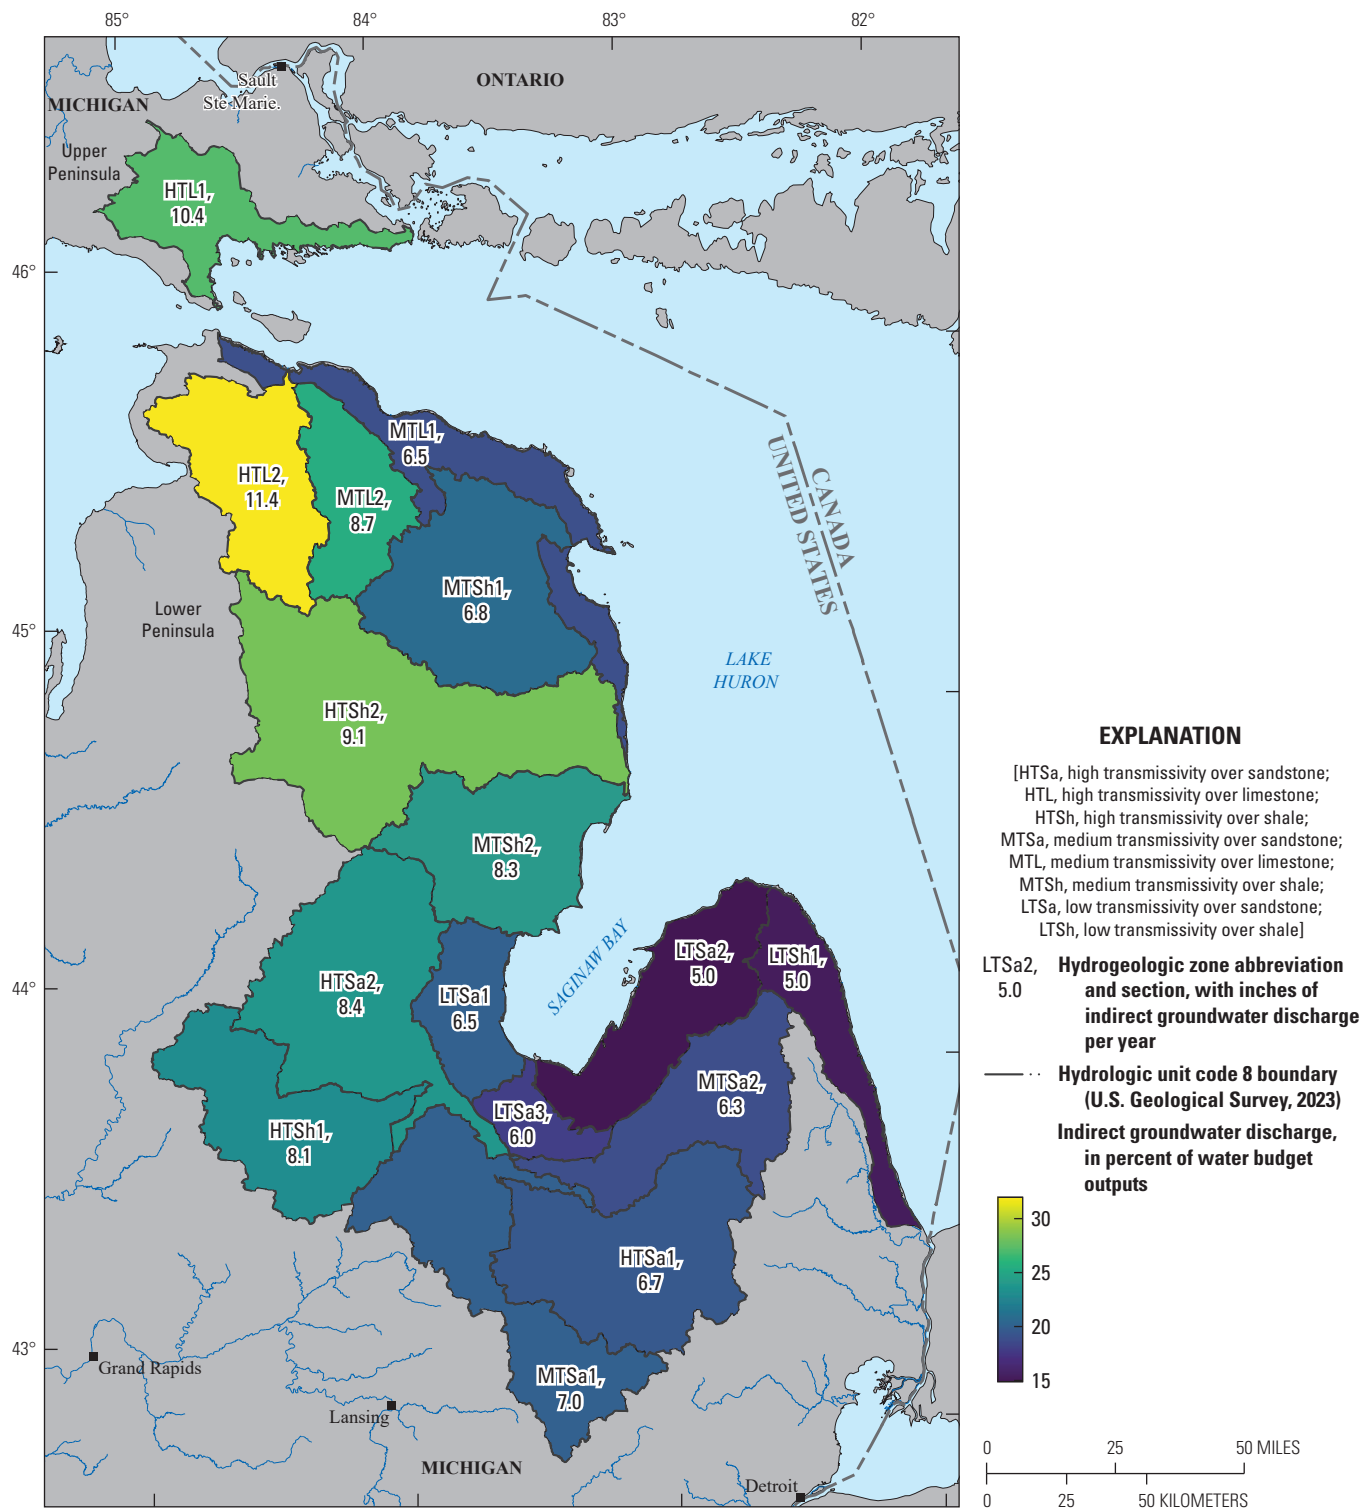 85°
84°
83°
82°
Sault
Ste Marie.
ONTARIO
MICHIGAN
Upper
Peninsula
HTL1,
10.4
46°
MTL1,
6.5
HTL2,
11.4
MTL2,
8.7
CANADA
UNITED STATES
MTSh1,
6.8
Lower
Peninsula
45°
LAKE
HURON
HTSh2,
9.1
MTSh2,
8.3
SAGINAW BAY
LTSa2,
5.0
LTSh1,
5.0
HTSa2,
8.4
LTSa1
6.5
44°
MTSa2,
6.3
LTSa3,
6.0
HTSh1,
8.1
HTSa1,
6.7
43°
Grand Rapids
MTSa1,
7.0
Lansing
MICHIGAN
Detroit
EXPLANATION
[HTSa, high transmissivity over sandstone;
HTL, high transmissivity over limestone;
HTSh, high transmissivity over shale;
MTSa, medium transmissivity over sandstone;
MTL, medium transmissivity over limestone;
MTSh, medium transmissivity over shale;
LTSa, low transmissivity over sandstone;
LTSh, low transmissivity over shale]
LTSa2,
5.0
Hydrogeologic zone abbreviation
and section, with inches of
indirect groundwater discharge
per year
Hydrologic unit code 8 boundary
(U.S. Geological Survey, 2023)
Indirect groundwater discharge,
in percent of water budget
outputs
30
25
20
15
0 25 50 MILES
0 25 50 KILOMETERS